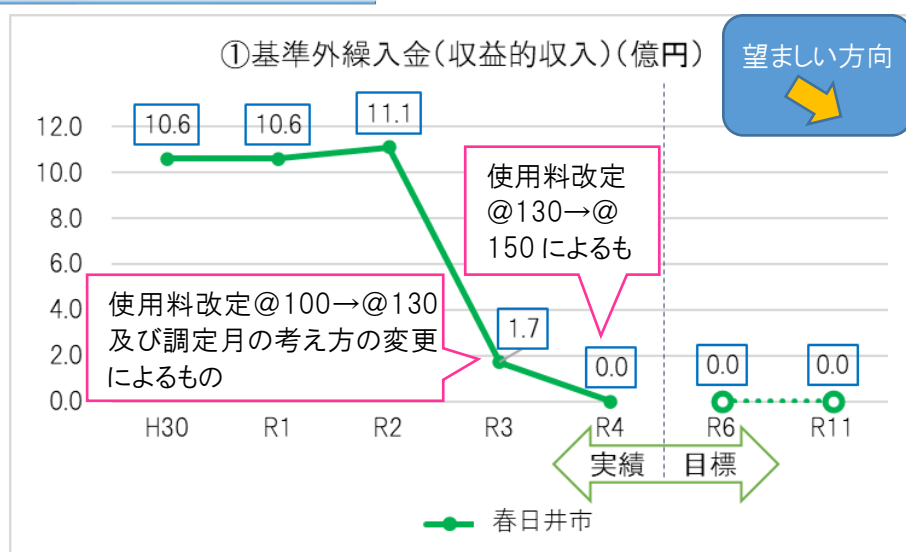 ①基準外繰入金(収益的収入)(億円)
望ましい方向
12.0
10.0
8.0
6.0
4.0
2.0
0.0
10.6
10.6
11.1
1.7
0.0
0.0
0.0
使用料改定
@130→@
150によるも
使用料改定@100→@130
及び調定月の考え方の変更
によるもの
H30
R1
R2
R3
R4
R6
R11
実績
目標
春日井市